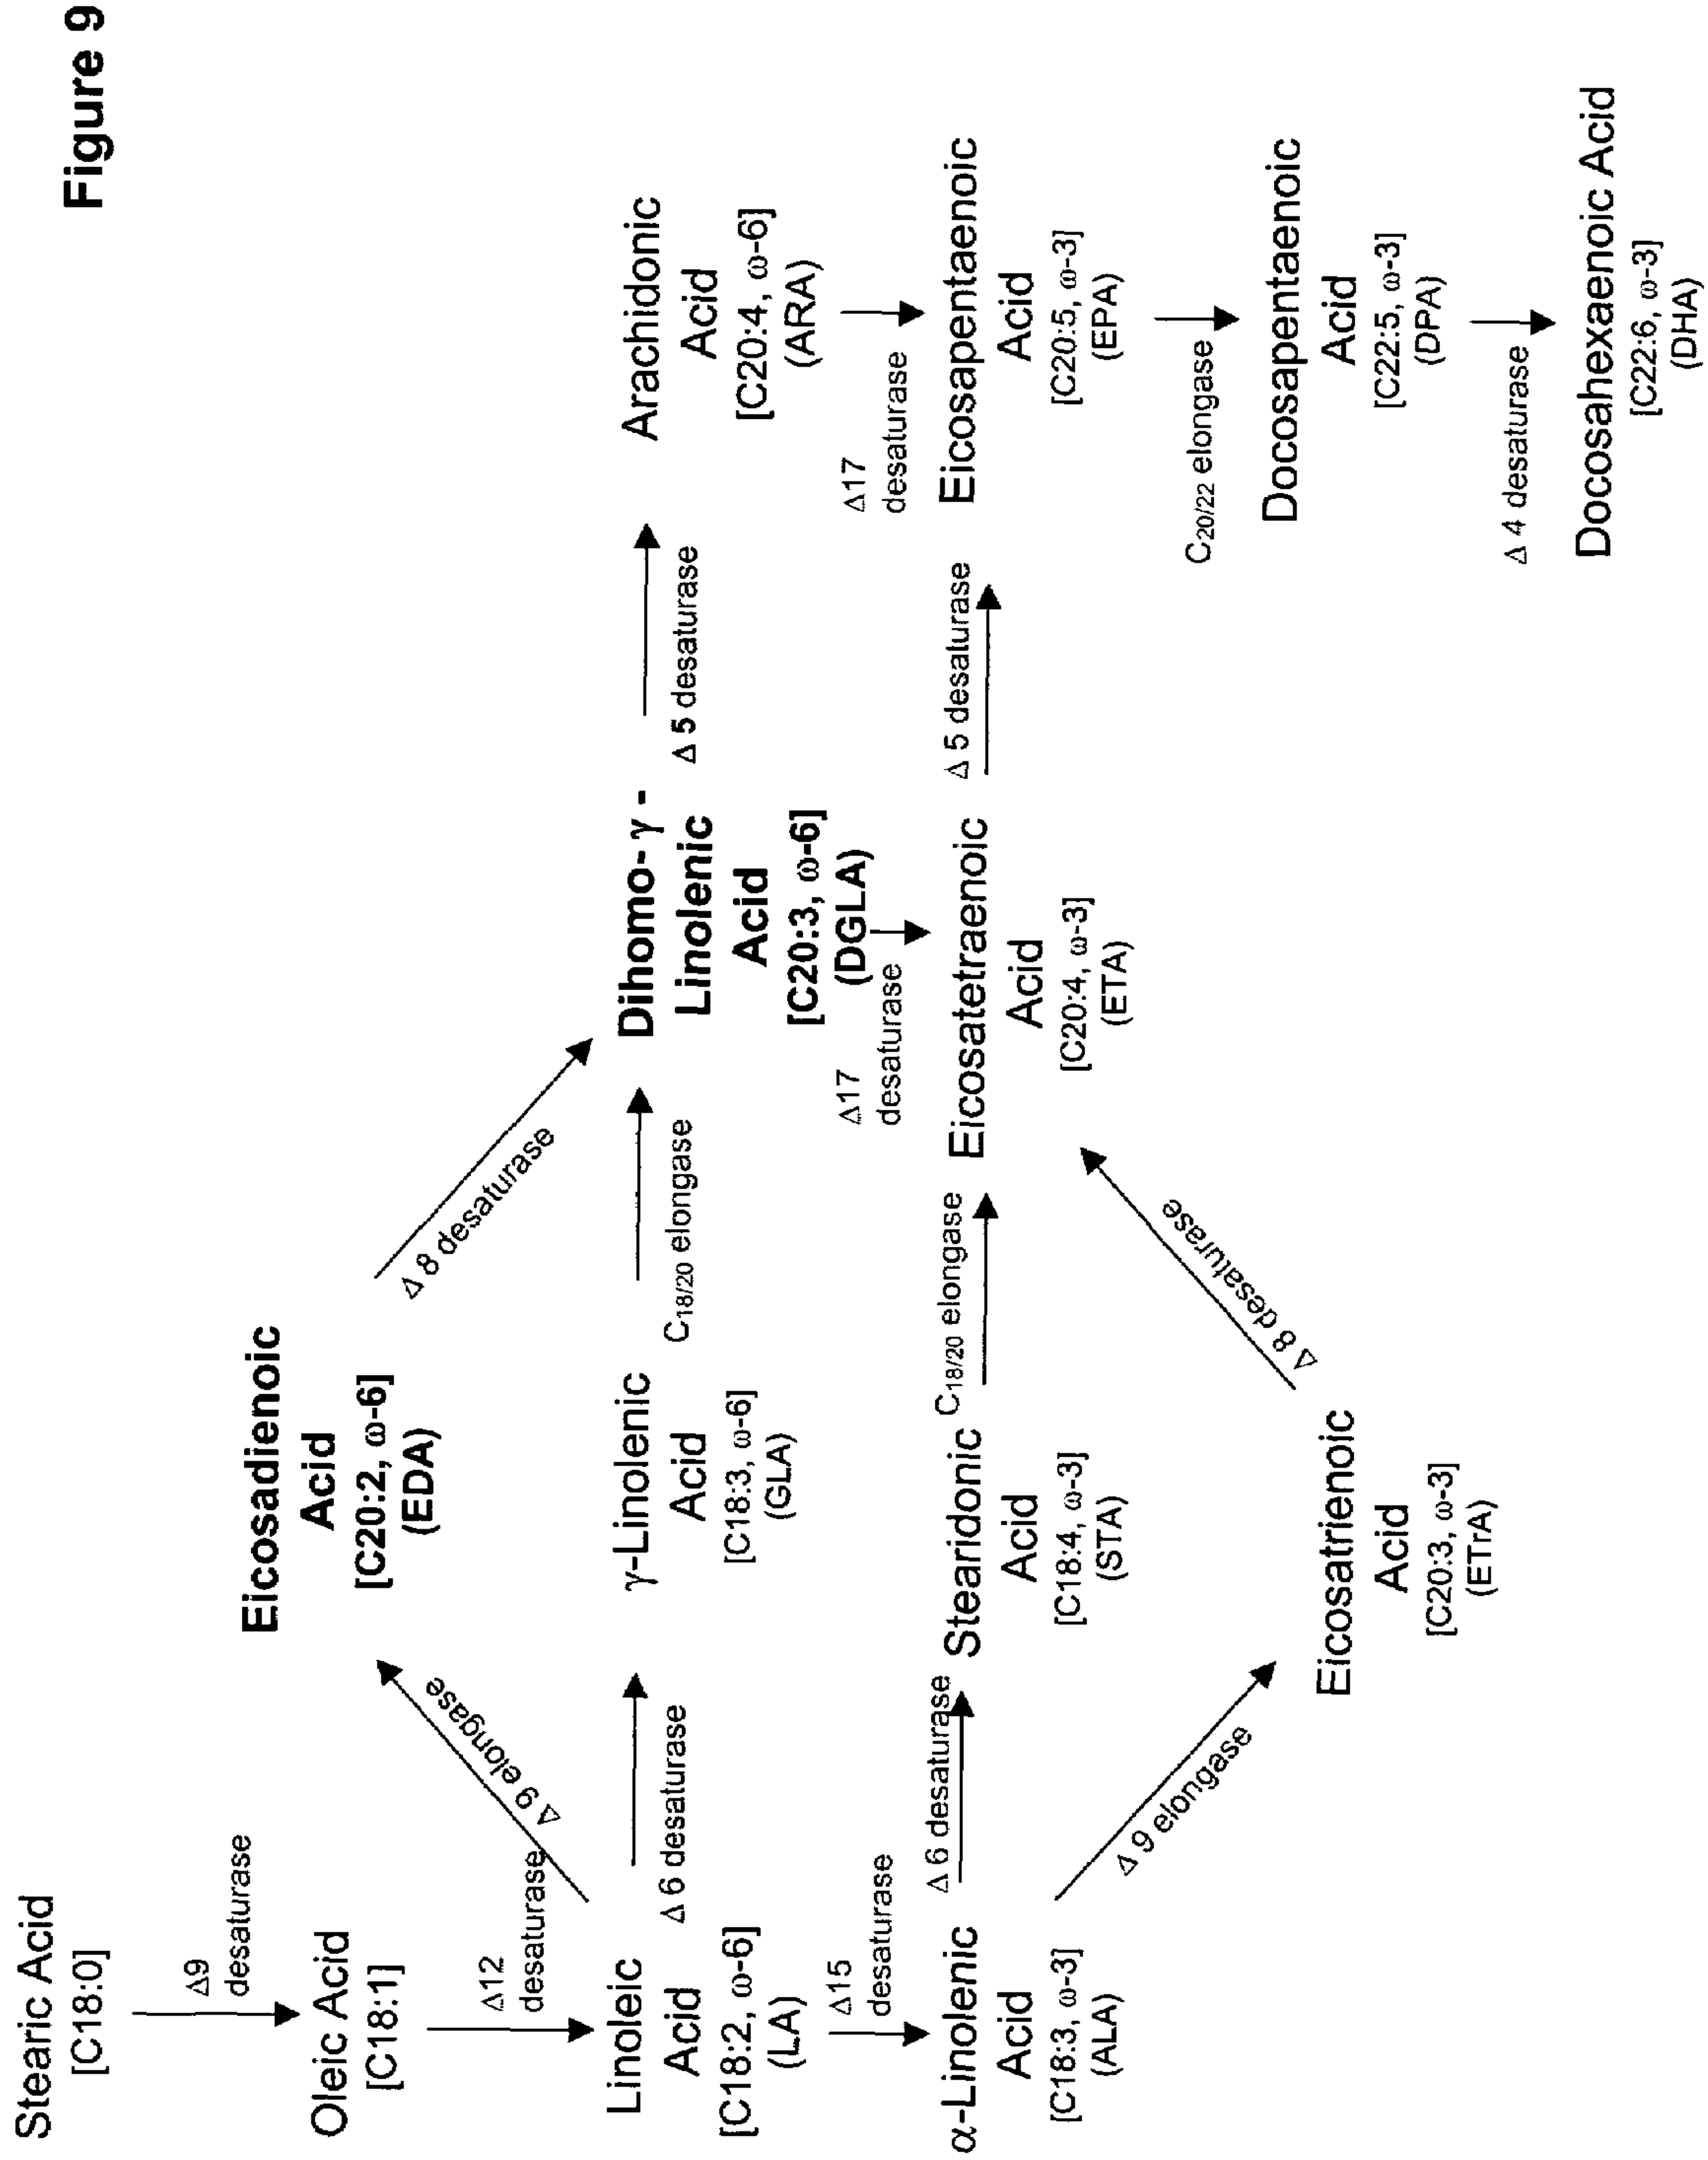 Figure 9
Stearic Acid
[C18:0]
Δ9
desaturase
Oleic Acid
[C18:1]
Δ12
desaturase
Linoleic
Acid
[C18:2, ω-6]
(LA)
Δ 9 elongase
Eicosadienoic
Acid
[C20:2, ω-6]
(EDA)
Δ 8 desaturase
Δ 6 desaturase
γ-Linolenic
Acid
[C18:3, ω-6]
(GLA)
C18/20 elongase
Dihomo- γ -
Linolenic
Acid
[C20:3, ω-6]
(DGLA)
Δ 5 desaturase
Arachidonic
Acid
[C20:4, ω-6]
(ARA)
Δ15
desaturase
Δ17
desaturase
Δ17
desaturase
α-Linolenic
Acid
[C18:3, ω-3]
(ALA)
Δ 6 desaturase
Stearidonic
Acid
[C18:4, ω-3]
(STA)
C18/20 elongase
Eicosatetraenoic
Acid
[C20:4, ω-3]
(ETA)
Δ 5 desaturase
Eicosapentaenoic
Acid
[C20:5, ω-3]
(EPA)
Δ 9 elongase
Eicosatrienoic
Acid
[C20:3, ω-3]
(ETrA)
Δ 8 desaturase
C20/22 elongase
Docosapentaenoic
Acid
[C22:5, ω-3]
(DPA)
Δ 4 desaturase
Docosahexaenoic Acid
[C22:6, ω-3]
(DHA)